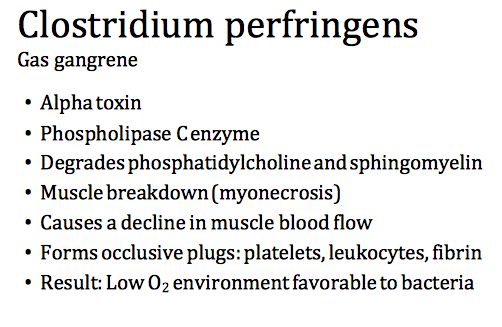 Clostridium perfringens
Gas gangrene
• Alpha toxin
• Phospholipase C enzyme
• Degrades phosphatidylcholine and sphingomyelin
• Muscle breakdown (myonecrosis)
• Causes a decline in muscle blood flow
• Forms occlusive plugs: platelets, leukocytes, fibrin
• Result: Low O₂ environment favorable to bacteria